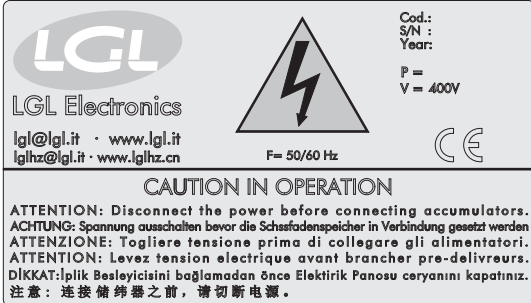 LGL
LGL Electronics
lgl@lgl.it · www.lgl.it
lglhz@lgl.it · www.lglhz.cn
F= 50/60 Hz
Cod.:
S/N :
Year:
P =
V = 400V
CE
CAUTION IN OPERATION
ATTENTION: Disconnect the power before connecting accumulators.
ACHTUNG: Spannung ausschalten bevor die Schssfadenspeicher in Verbindung gesetzt werden
ATTENZIONE: Togliere tensione prima di collegare gli alimentatori.
ATTENTION: Levez tension electrique avant brancher pre-delivreurs.
DİKKAT:İplik Besleyicisini bağlamadan önce Elektirik Panosu ceryanını kapatınız.
注意: 连接储纬器之前，请切断电源。